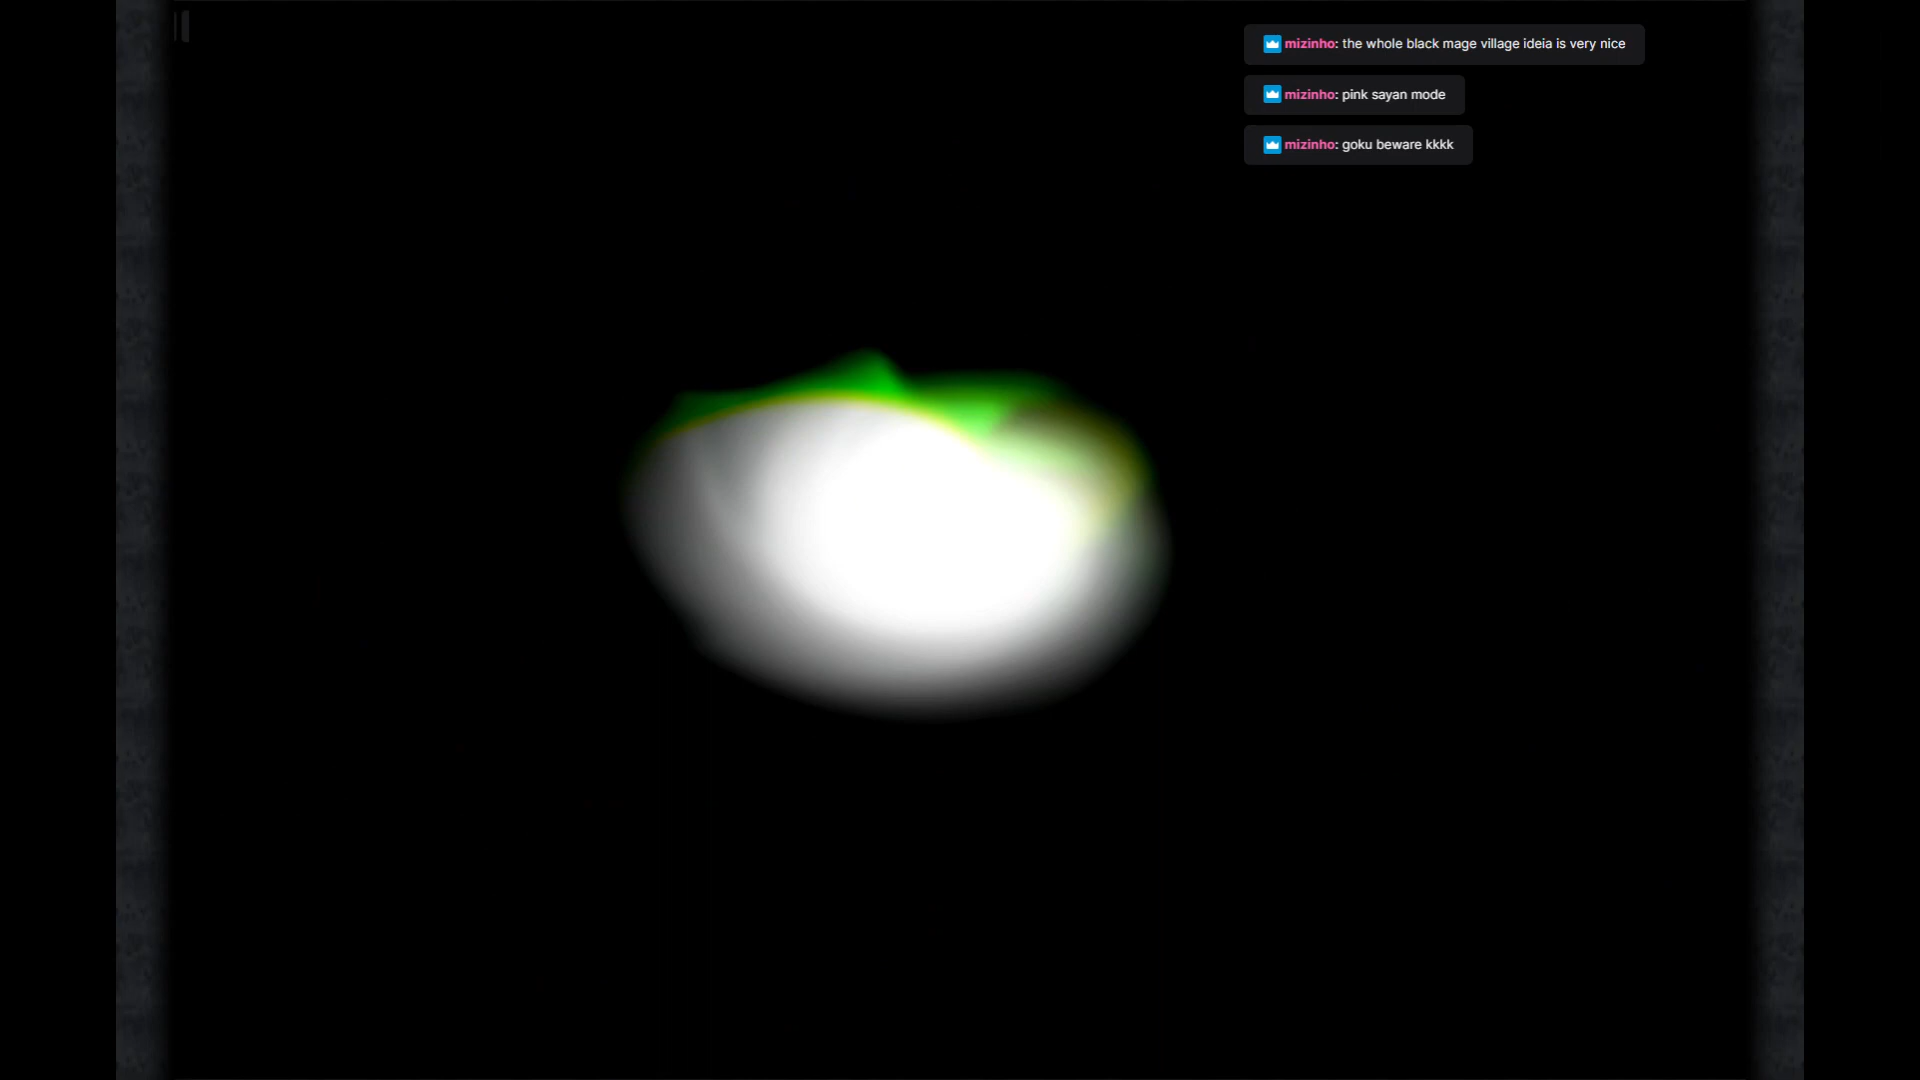 mizinho: the whole black mage village ideia is very nice
mizinho: pink sayan mode
mizinho: goku beware kkkk